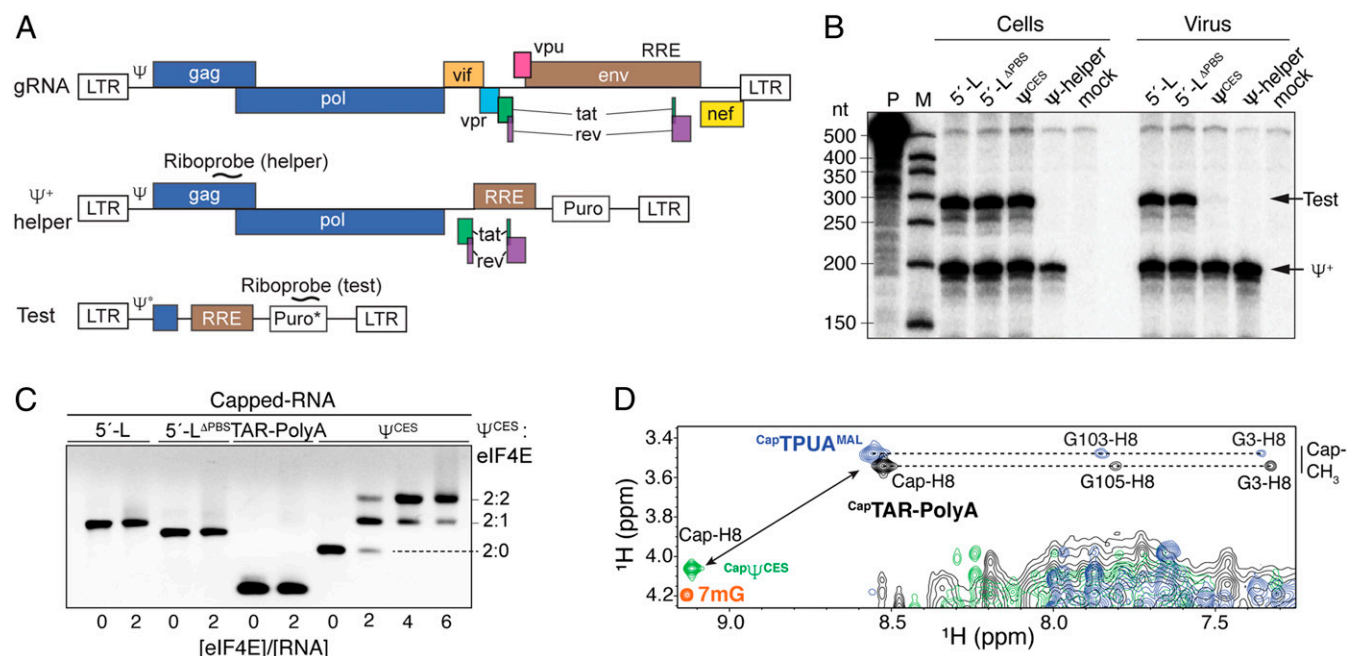 A
gRNA
LTR
Ψ
gag
pol
vif
vpr
vpu
tat
rev
RRE
env
nef
LTR
Riboprobe (helper)
Ψ+
helper
LTR
Ψ
gag
pol
RRE
tat
rev
Puro
LTR
Riboprobe (test)
Test
LTR
Ψ*
RRE
Puro*
LTR
B
Cells
Virus
nt
P
M
5´-L
5´-LΔPBS
ΨCES
Ψ-helper
mock
5´-L
5´-LΔPBS
ΨCES
Ψ-helper
mock
500
400
350
300
250
200
150
Test
Ψ+
C
Capped-RNA
5´-L
5´-LΔPBS
TAR-PolyA
ΨCES
ΨCES:
eIF4E
2:2
2:1
2:0
0 2 0 2 0 2 0 2 4 6
[eIF4E]/[RNA]
D
3.4
3.6
3.8
4.0
4.2
¹H (ppm)
CapTPUAMAL
G103-H8
G3-H8
Cap-
CH3
Cap-H8
G105-H8
G3-H8
CapTAR-PolyA
Cap-H8
CapΨCES
7mG
9.0 8.5 8.0 7.5
¹H (ppm)